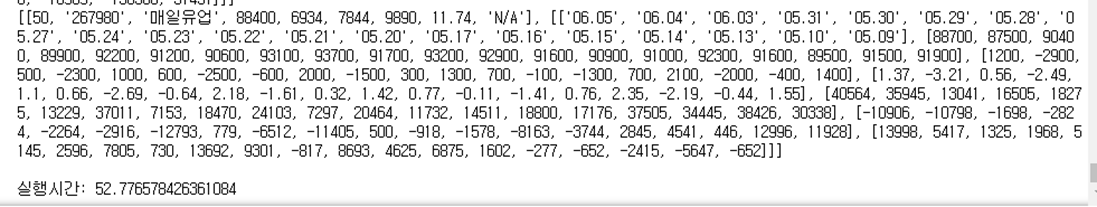 [[50, '267980', '매일유업', 88400, 6934, 7844, 9890, 11.74, 'N/A'], [['06.05', '06.04', '06.03', '05.31', '05.30', '05.29', '05.28', '0
5.27', '05.24', '05.23', '05.22', '05.21', '05.20', '05.17', '05.16', '05.15', '05.14', '05.13', '05.10', '05.09'], [88700, 87500, 9040
0, 89900, 92200, 91200, 90600, 93100, 93700, 91700, 93200, 92900, 91600, 90900, 91000, 92300, 91600, 89500, 91500, 91900], [1200, -2900,
500, -2300, 1000, 600, -2500, -600, 2000, -1500, 300, 1300, 700, -100, -1300, 700, 2100, -2000, -400, 1400], [1.37, -3.21, 0.56, -2.49,
1.1, 0.66, -2.69, -0.64, 2.18, -1.61, 0.32, 1.42, 0.77, -0.11, -1.41, 0.76, 2.35, -2.19, -0.44, 1.55], [40564, 35945, 13041, 16505, 1827
5, 13229, 37011, 7153, 18470, 24103, 7297, 20464, 11732, 14511, 18800, 17176, 37505, 34445, 38426, 30338], [-10906, -10798, -1698, -282
4, -2264, -2916, -12793, 779, -6512, -11405, 500, -918, -1578, -8163, -3744, 2845, 4541, 446, 12996, 11928], [13998, 5417, 1325, 1968, 5
145, 2596, 7805, 730, 13692, 9301, -817, 8693, 4625, 6875, 1602, -277, -652, -2415, -5647, -652]]]
실행시간: 52.776578426361084